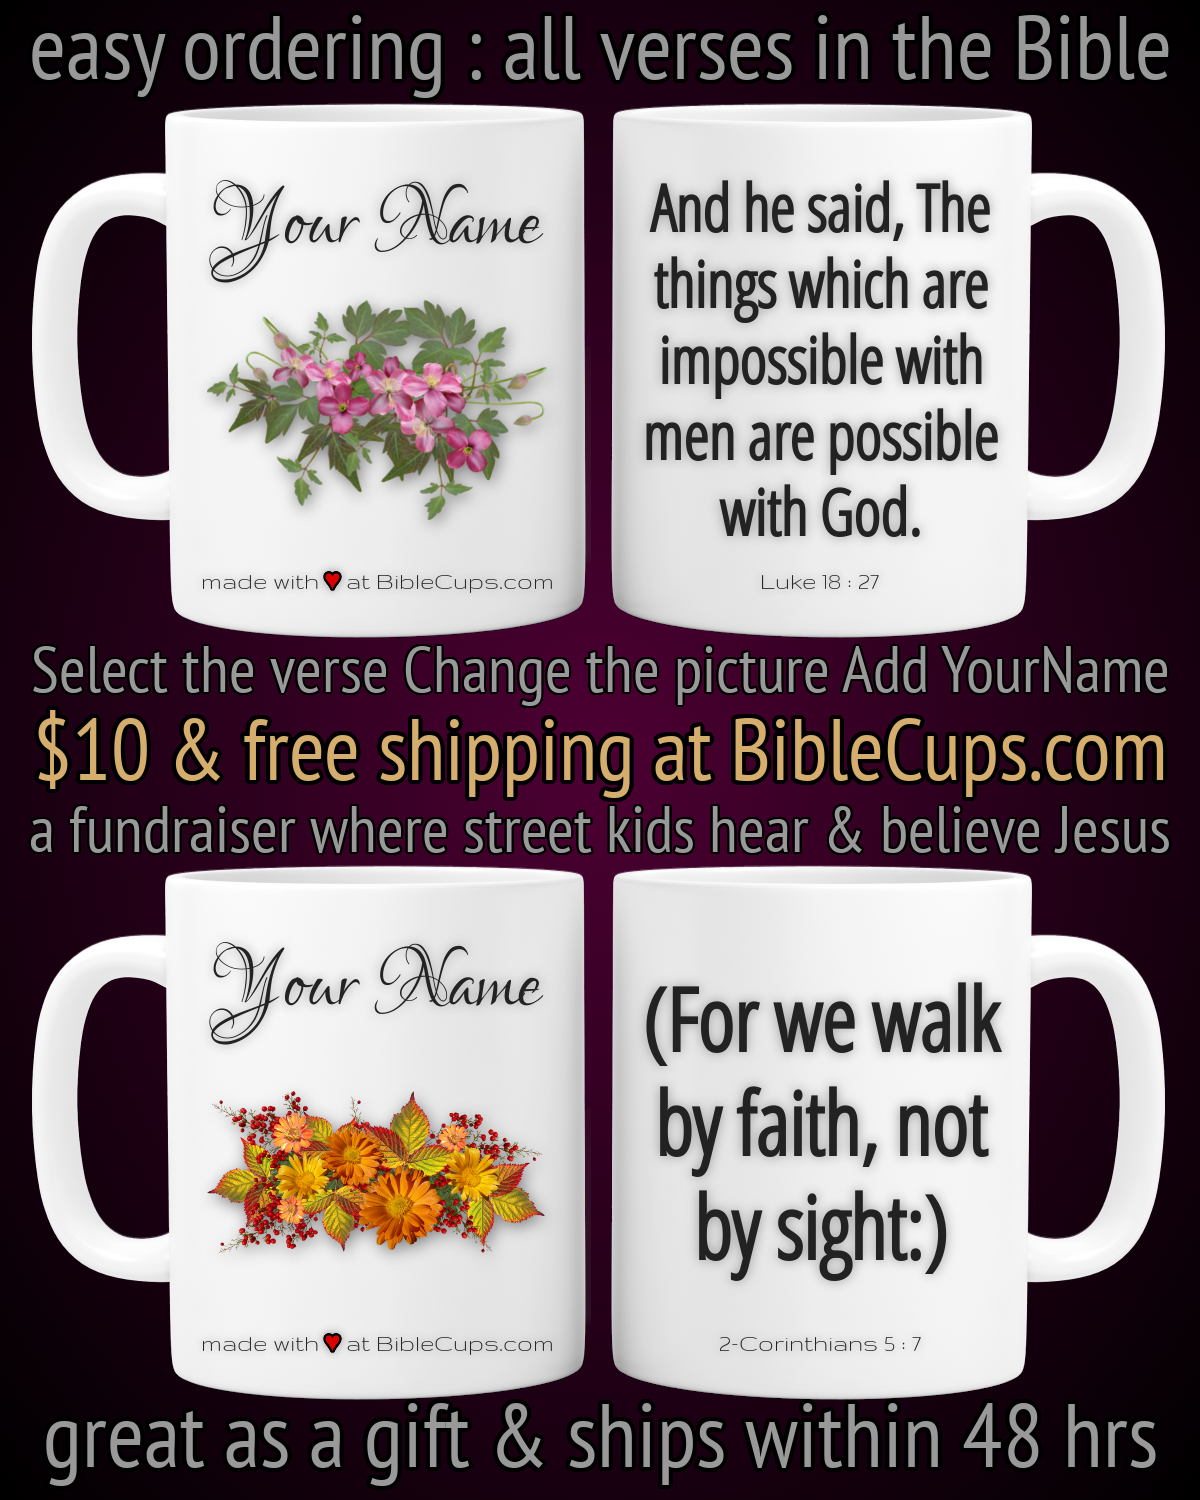 easy ordering : all verses in the Bible
Your Name
made with ♥ at BibleCups.com
And he said, The
things which are
impossible with
men are possible
with God.
Luke 18 : 27
Select the verse Change the picture Add YourName
$10 & free shipping at BibleCups.com
a fundraiser where street kids hear & believe Jesus
Your Name
made with ♥ at BibleCups.com
(For we walk
by faith, not
by sight:)
2-Corinthians 5 : 7
great as a gift & ships within 48 hrs